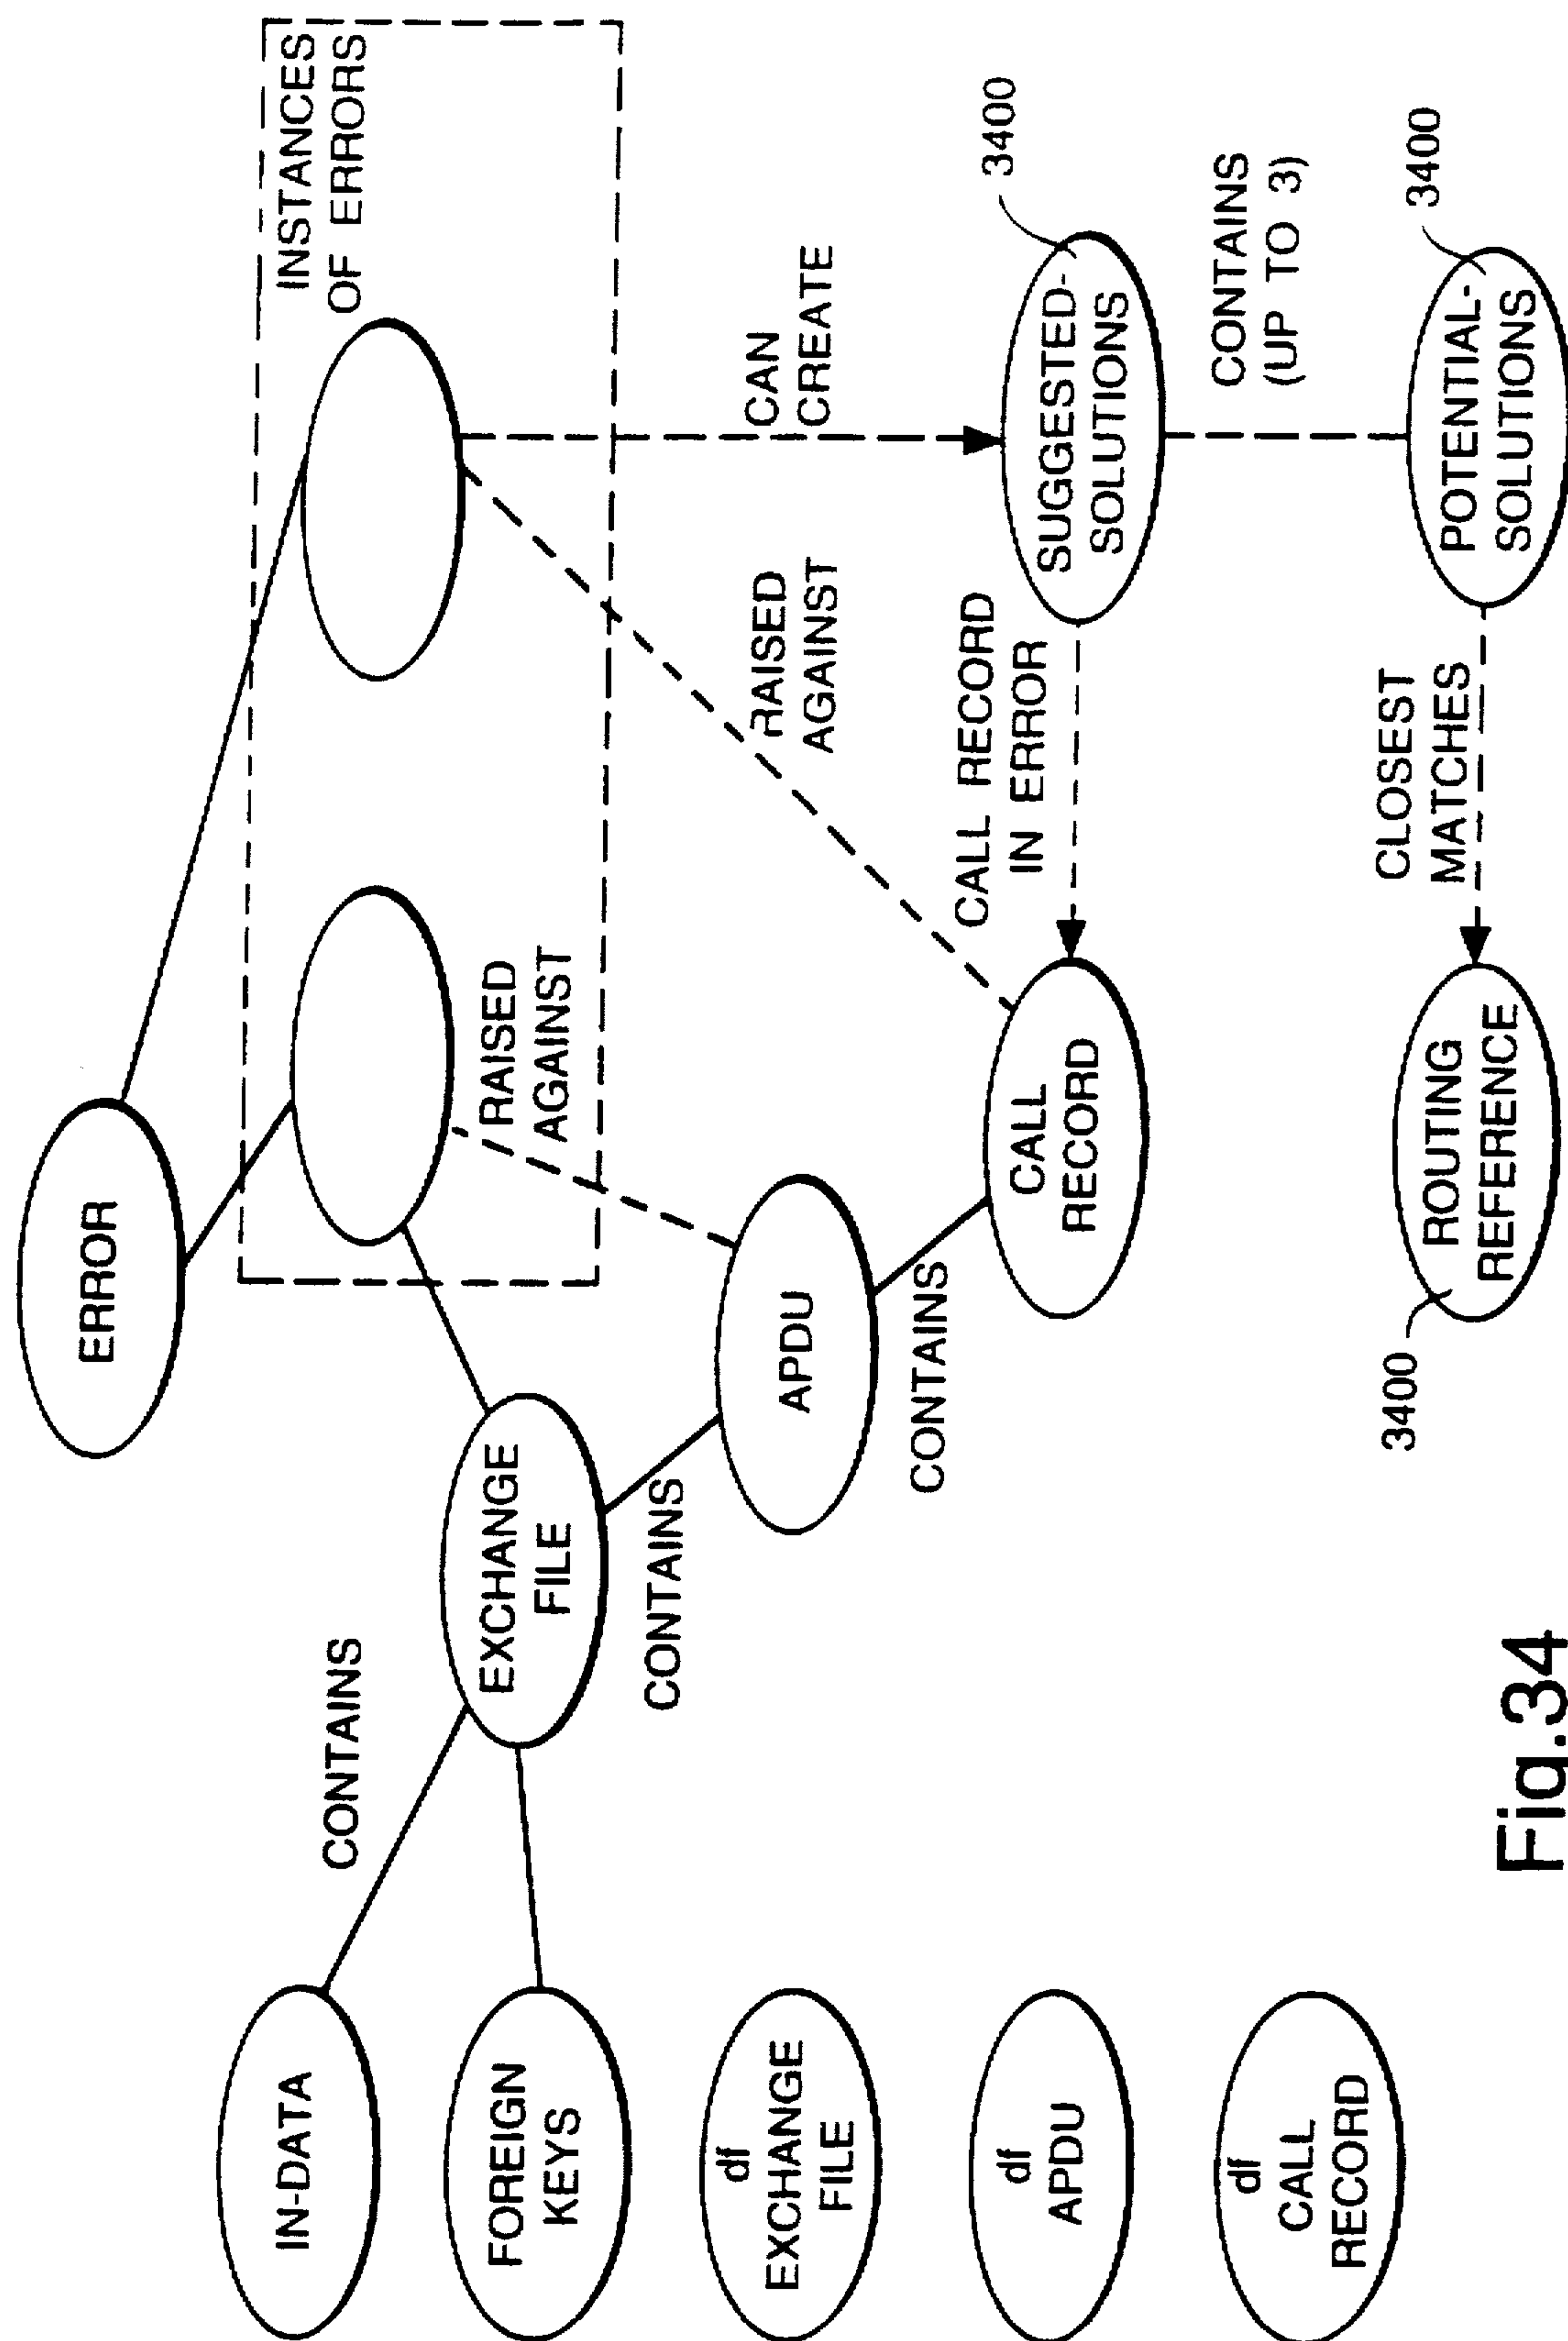 ERROR
INSTANCES
OF ERRORS
IN-DATA
CONTAINS
FOREIGN
KEYS
EXCHANGE
FILE
RAISED
AGAINST
CONTAINS
df
EXCHANGE
FILE
APDU
RAISED
AGAINST
CAN
CREATE
CONTAINS
df
APDU
CALL
RECORD
CALL RECORD
IN ERROR
SUGGESTED-
SOLUTIONS
3400
CONTAINS
(UP TO 3)
df
CALL
RECORD
3400
ROUTING
REFERENCE
CLOSEST
MATCHES
POTENTIAL-
SOLUTIONS
3400
Fig.34